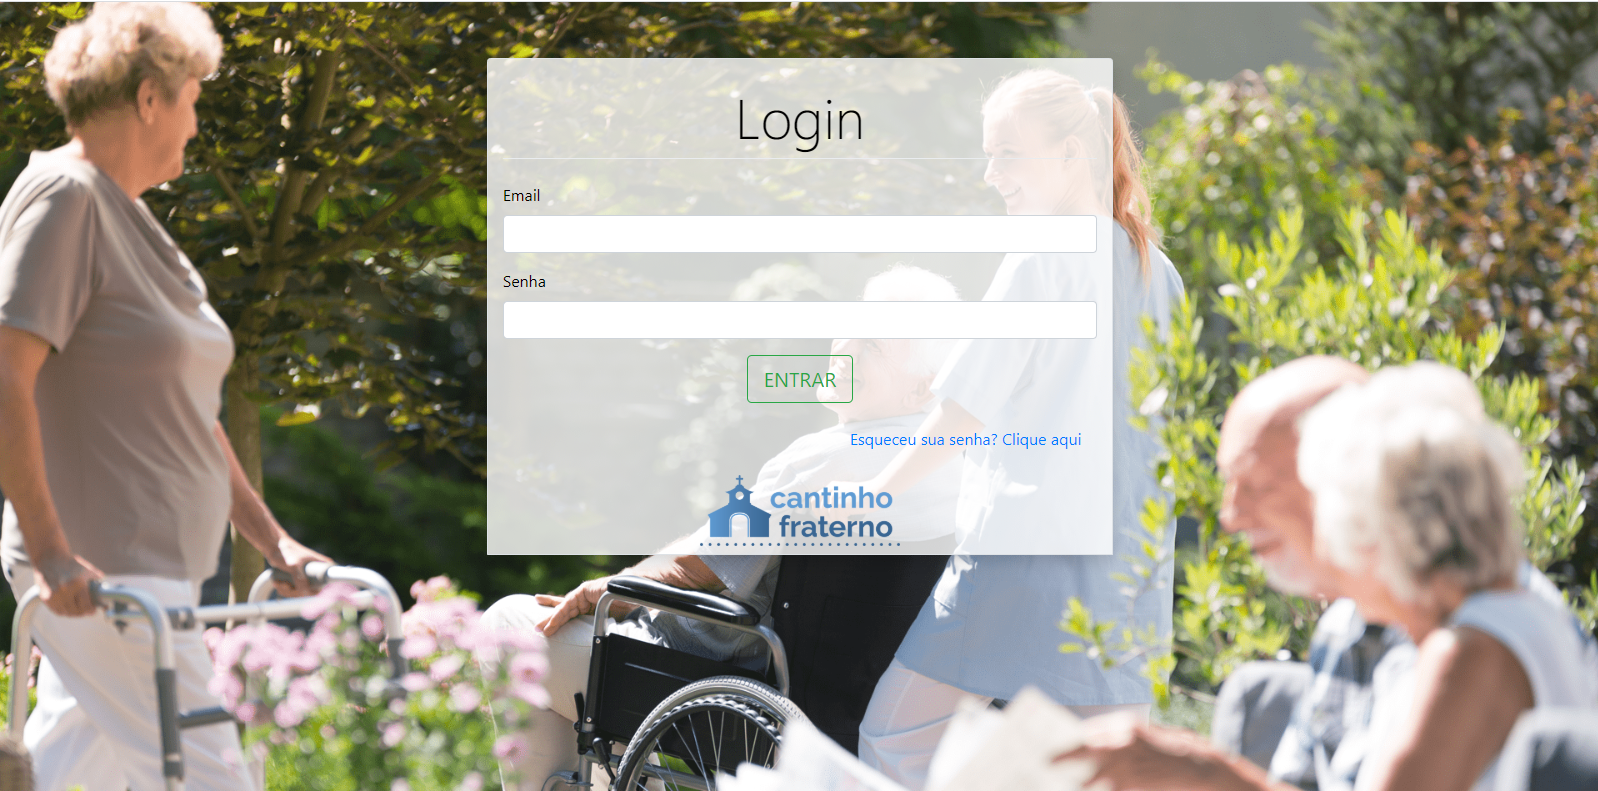 Login
Email
Senha
ENTRAR
Esqueceu sua senha? Clique aqui
cantinho
fraterno